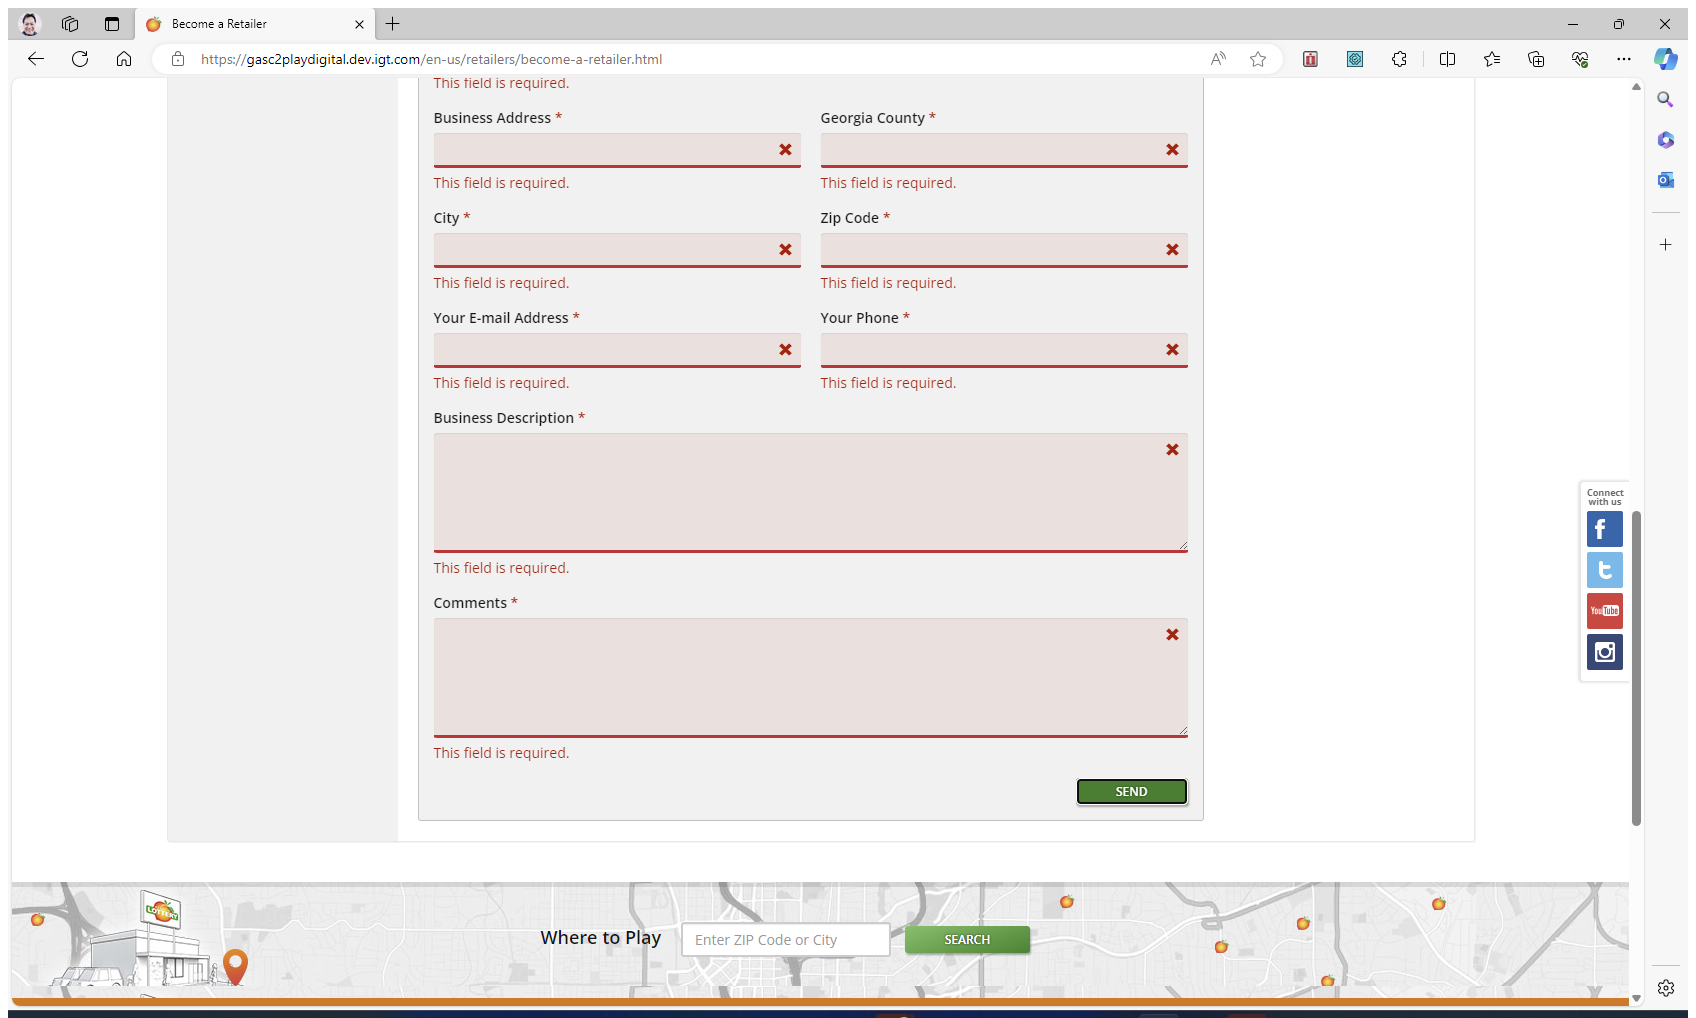 Become a Retailer
https://gasc2playdigital.dev.igt.com/en-us/retailers/become-a-retailer.html
This field is required.
Business Address * Georgia County *
This field is required. This field is required.
City * Zip Code *
This field is required. This field is required.
Your E-mail Address * Your Phone *
This field is required. This field is required.
Business Description *
This field is required.
Comments *
This field is required.
SEND
Connect
with us
YouTube
LOTTERY
Where to Play Enter ZIP Code or City SEARCH